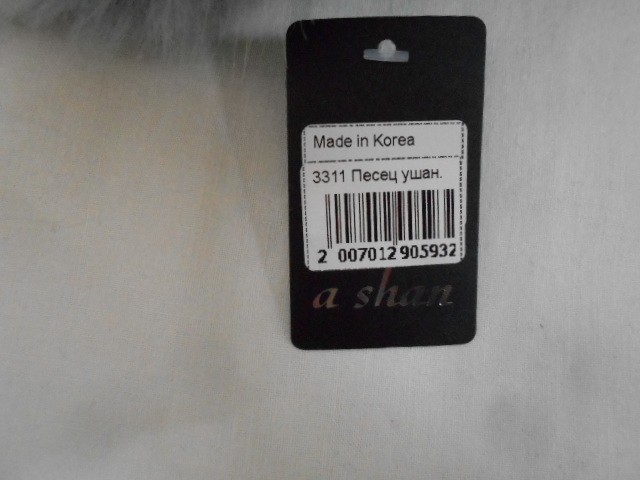 Made in Korea
3311 Песец ушан.
2 007012 905932
a shan